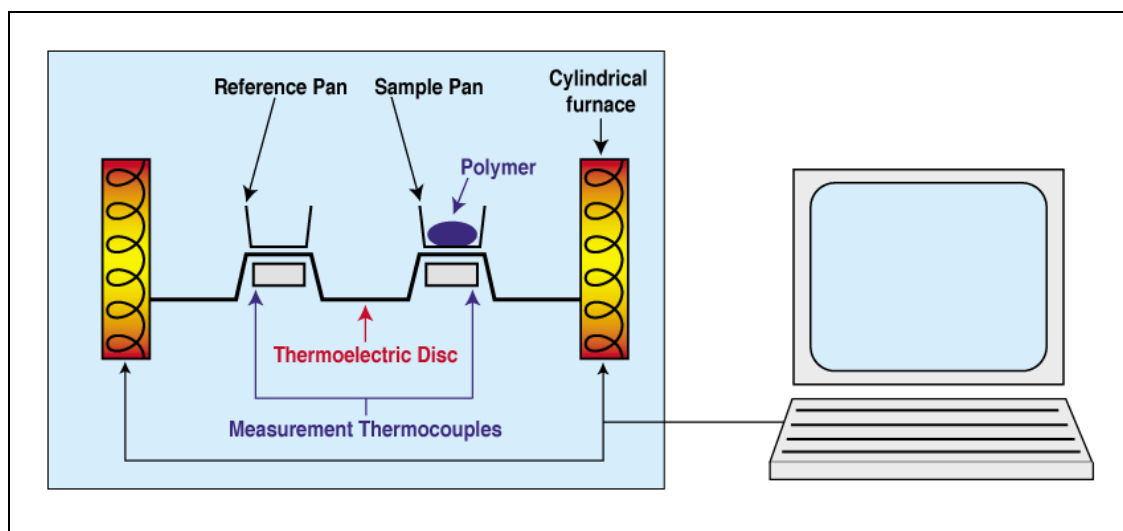 Reference Pan
Sample Pan
Cylindrical
furnace
Polymer
Thermoelectric Disc
Measurement Thermocouples